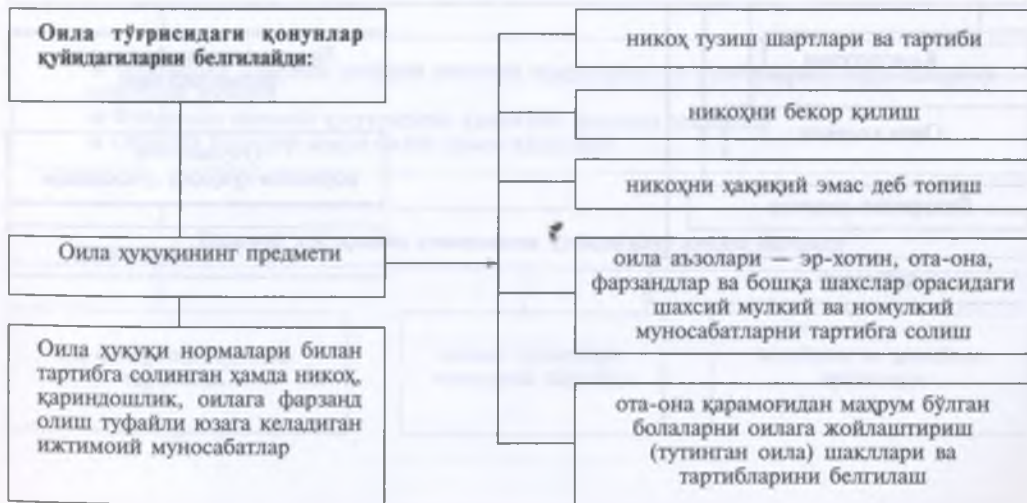 Оила тўғрисидаги қонунлар
қуйидагиларни белгилайди:
Оила ҳуқуқининг предмети
Оила ҳуқуқи нормалари билан
тартибга солинган ҳамда никоҳ,
қариндошлик, оилага фарзанд
олиш туфайли юзага келадиган
ижтимоий муносабатлар
никоҳ тузиш шартлари ва тартиби
никоҳни бекор қилиш
никоҳни ҳақиқий эмас деб топиш
оила аъзолари — эр-хотин, ота-она,
фарзандлар ва бошқа шахслар орасидаги
шахсий мулкий ва номулкий
муносабатларни тартибга солиш
ота-она қарамоғидан маҳрум бўлган
болаларни оилага жойлаштириш
(тутинган оила) шакллари ва
тартибларини белгилаш